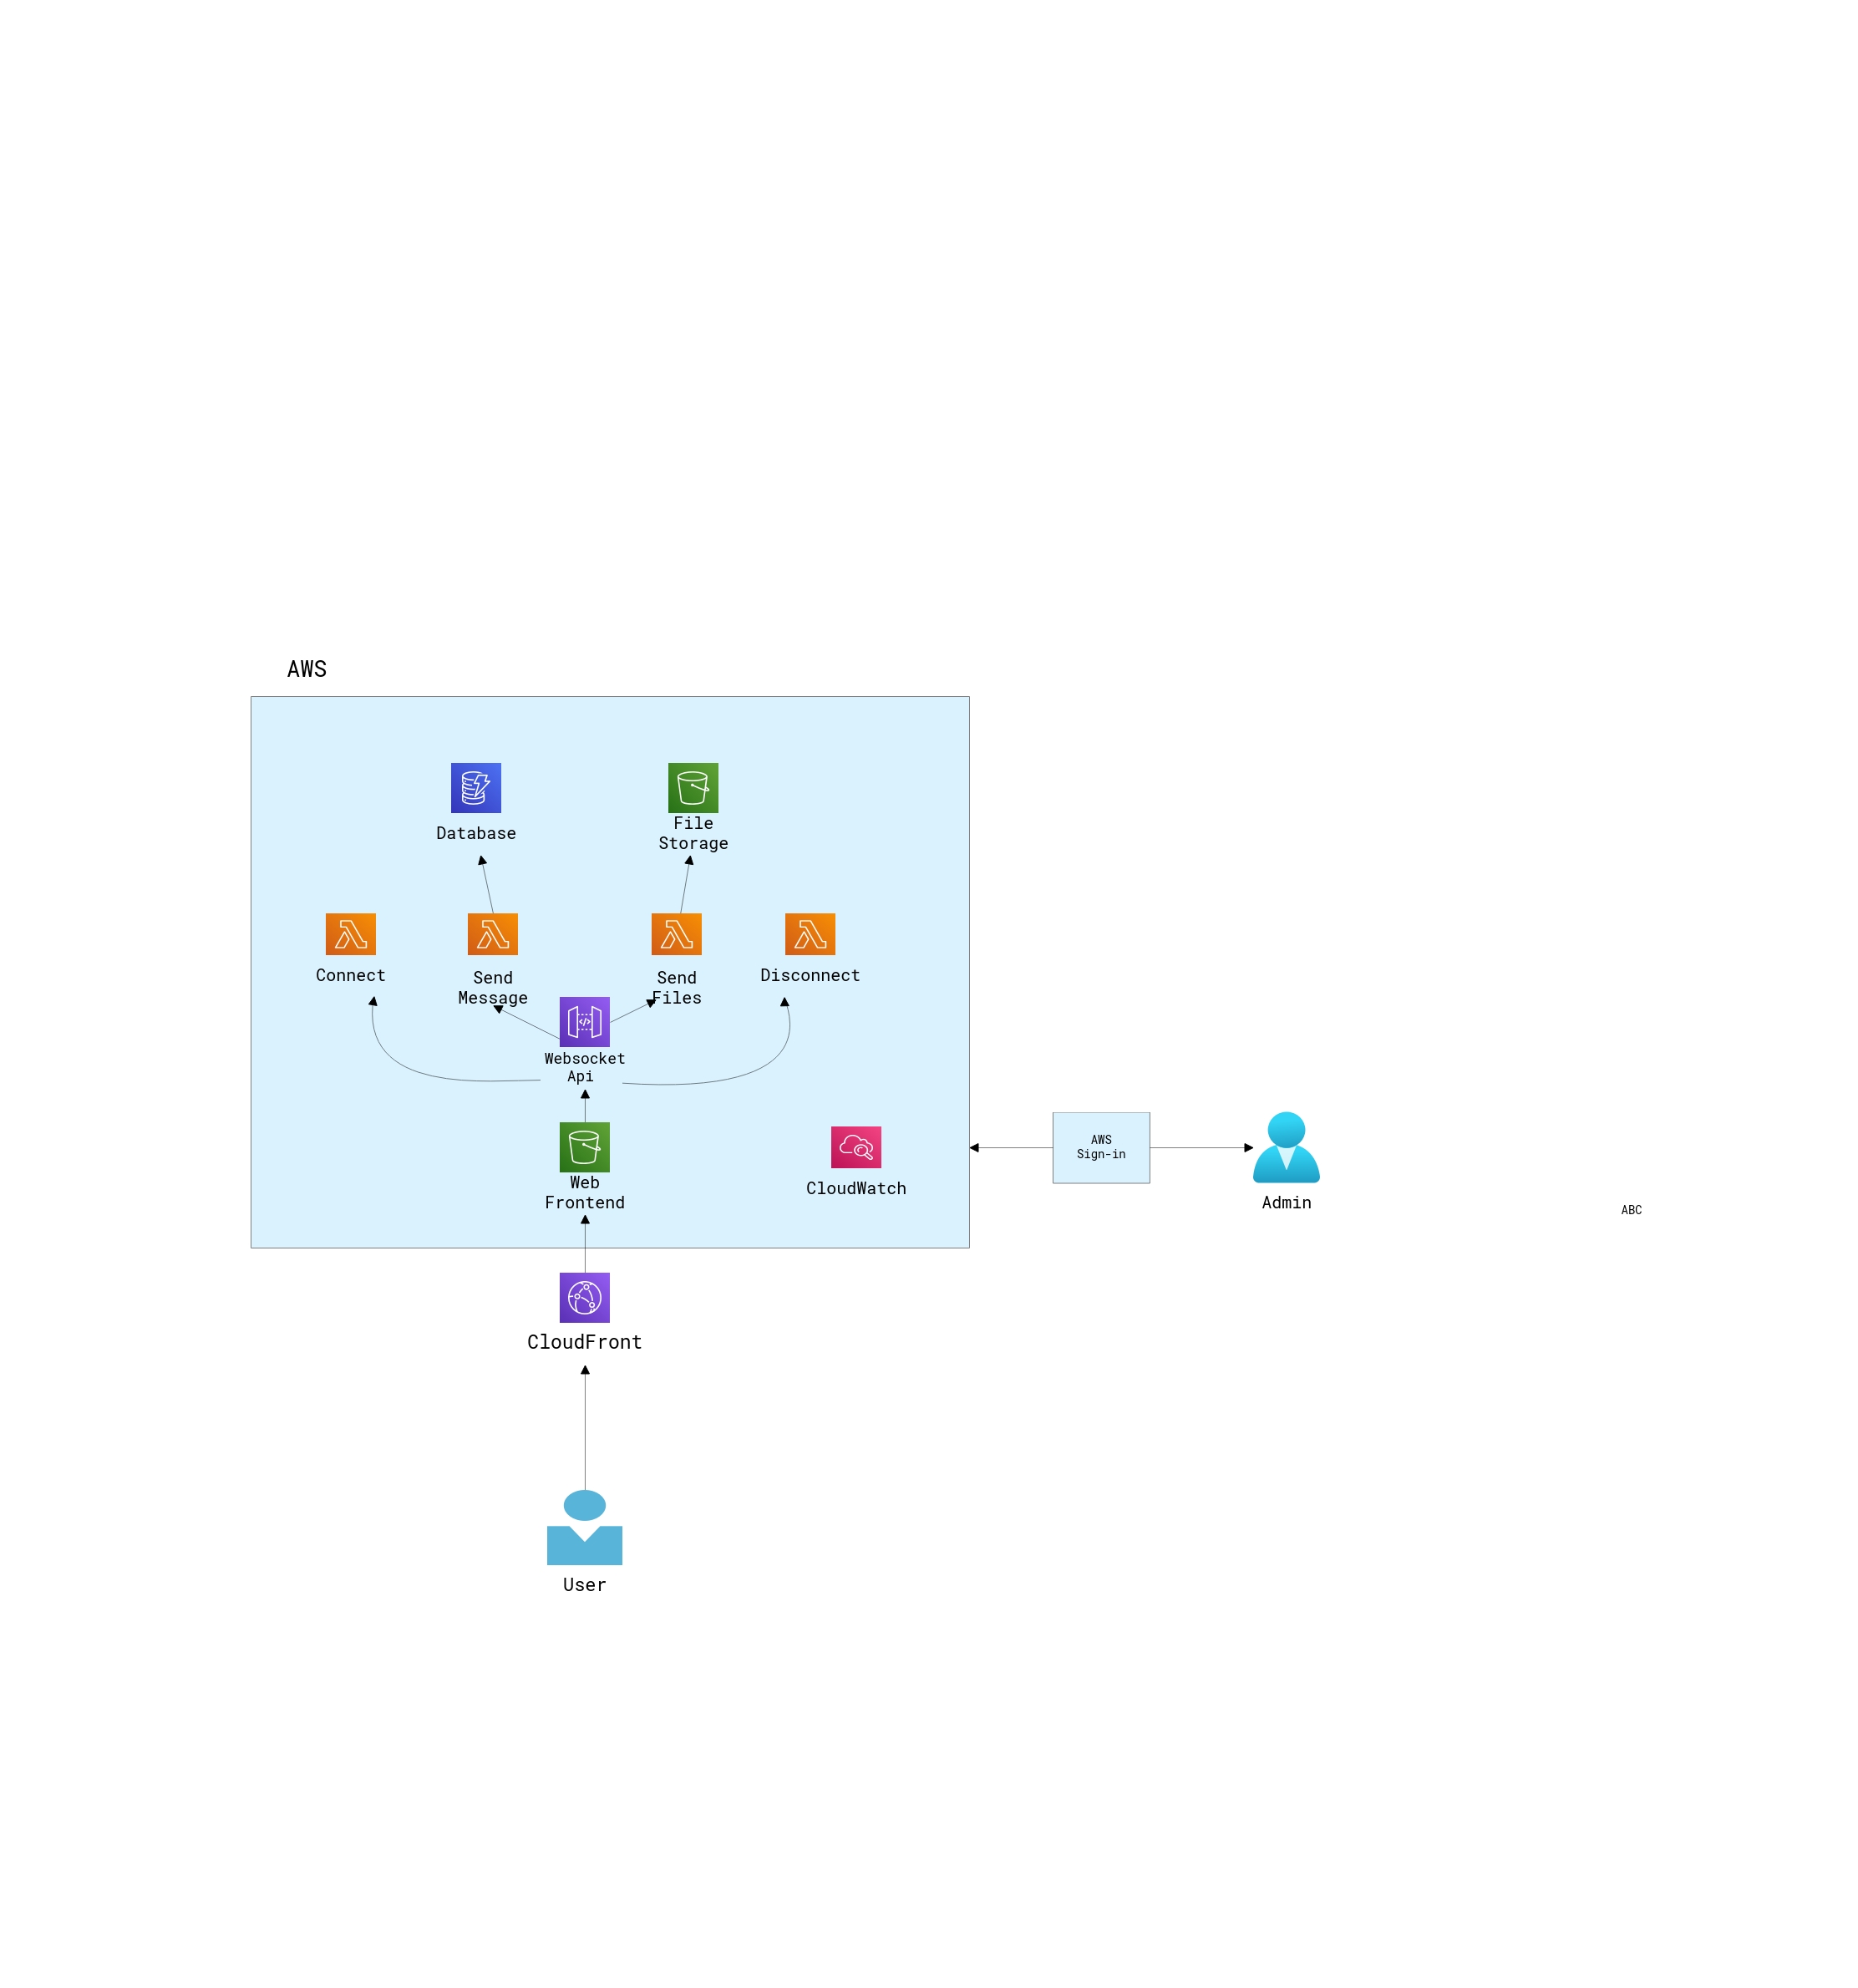 AWS
Database
File
Storage
Connect
Send
Message
Send
Files
Disconnect
Websocket
Api
Web
Frontend
CloudWatch
AWS
Sign-in
Admin
ABC
CloudFront
User